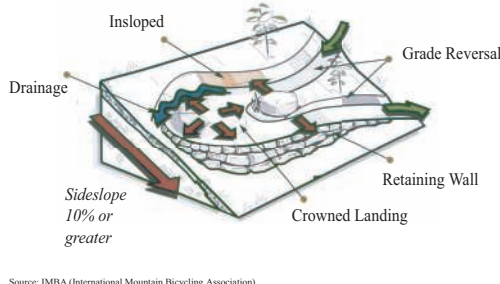 Insloped
Grade Reversal
Drainage
Retaining Wall
Sideslope
10% or
greater
Crowned Landing
Source: IMBA (International Mountain Bicycling Association)